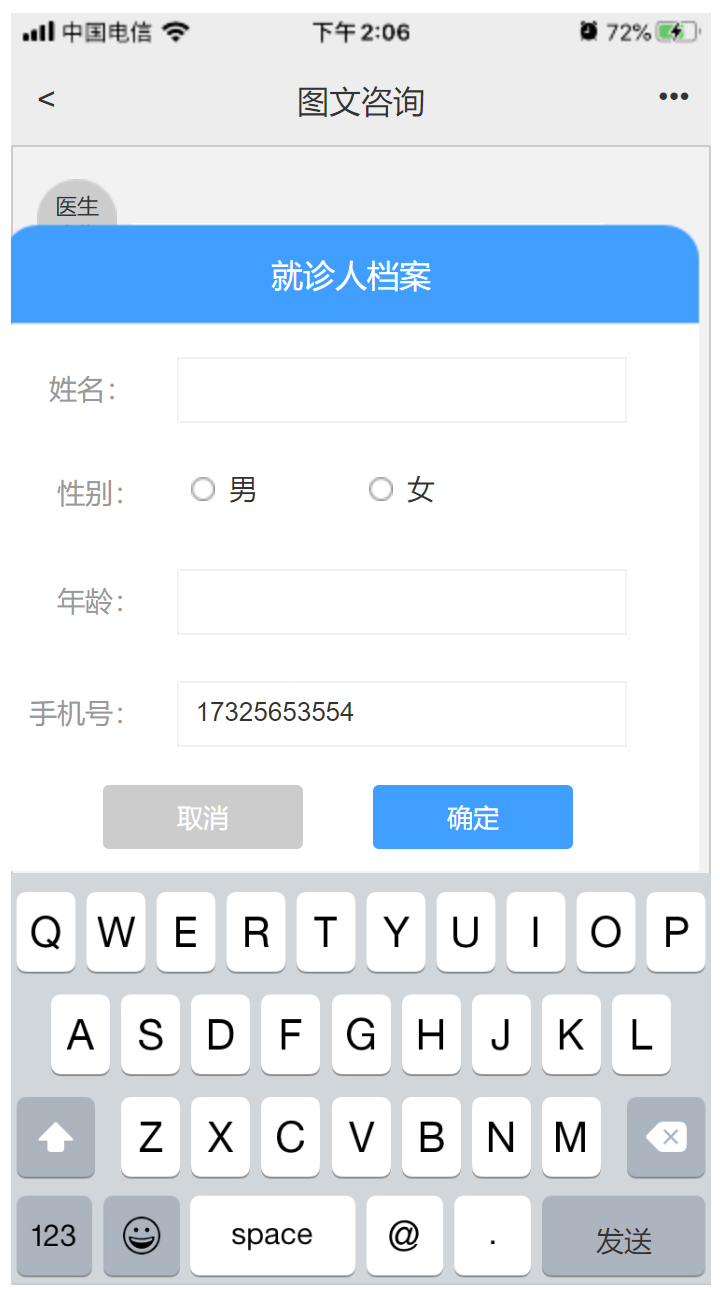 中国电信 下午2:06 72%
< 图文咨询 •••
医生
就诊人档案
姓名：
性别： 男 女
年龄：
手机号： 17325653554
取消 确定
Q W E R T Y U I O P
A S D F G H J K L
Z X C V B N M
123 space @ . 发送